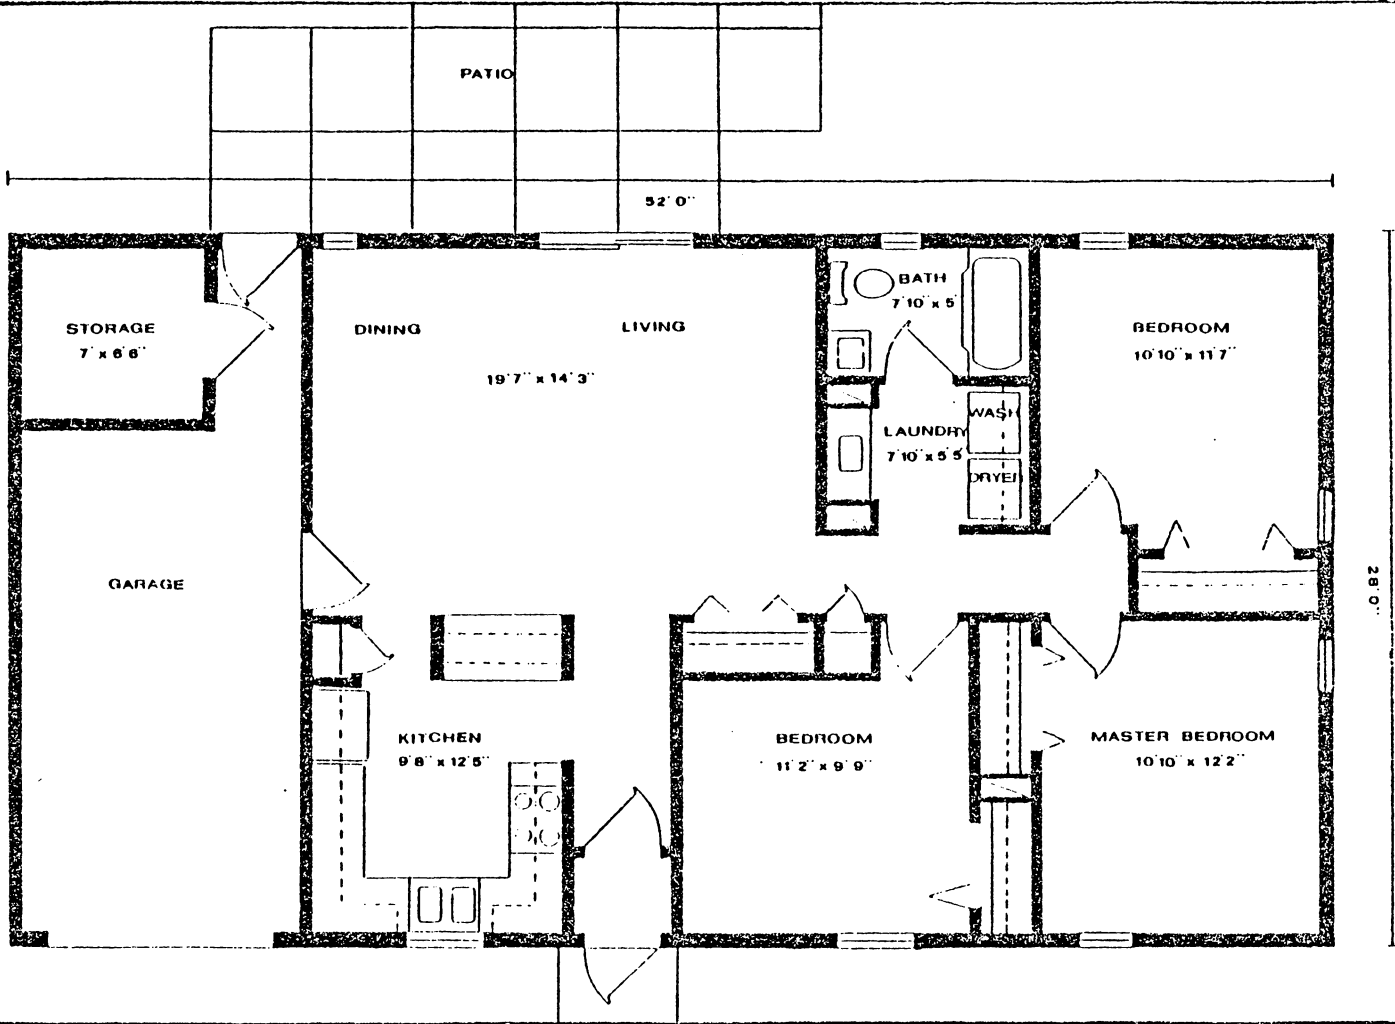 PATIO
52'0"
BATH
7'10" x 5'
STORAGE
7' x 6'6"
DINING
LIVING
19'7" x 14'3"
BEDROOM
10'10" x 11'7"
WASH
LAUNDRY
7'10" x 5'5"
DRYER
GARAGE
28'0"
KITCHEN
9'8" x 12'5"
BEDROOM
11'2" x 9'9"
MASTER BEDROOM
10'10" x 12'2"